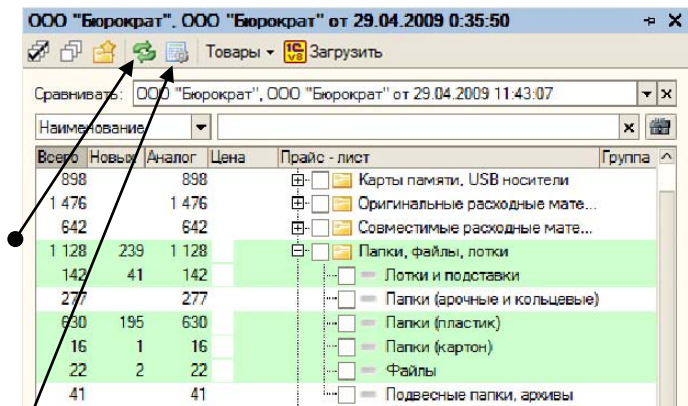 ООО "Бюрократ", ООО "Бюрократ" от 29.04.2009 0:35:50
Товары 1С V8 Загрузить
Сравнивать: ООО "Бюрократ", ООО "Бюрократ" от 29.04.2009 11:43:07
Наименование
Всего Новых Аналог Цена Прайс - лист Группа
898 898 Карты памяти, USB носители
1 476 1 476 Оригинальные расходные мате...
642 642 Совместимые расходные мате...
1 128 239 1 128 Папки, файлы, лотки
142 41 142 Лотки и подставки
277 277 Папки (арочные и кольцевые)
630 195 630 Папки (пластик)
16 1 16 Папки (картон)
22 2 22 Файлы
41 41 Подвесные папки, архивы